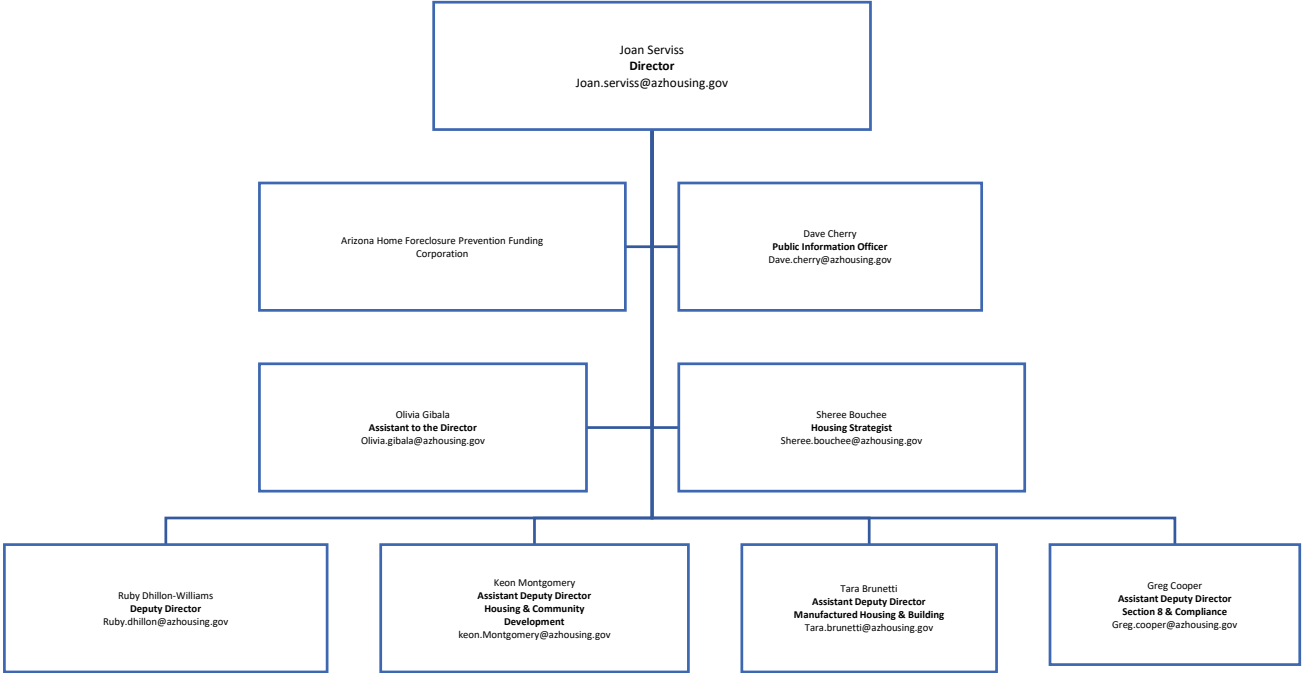 Joan Serviss
Director
Joan.serviss@azhousing.gov
Arizona Home Foreclosure Prevention Funding
Corporation
Dave Cherry
Public Information Officer
Dave.cherry@azhousing.gov
Olivia Gibala
Assistant to the Director
Olivia.gibala@azhousing.gov
Sheree Bouchee
Housing Strategist
Sheree.bouchee@azhousing.gov
Ruby Dhillon-Williams
Deputy Director
Ruby.dhillon@azhousing.gov
Keon Montgomery
Assistant Deputy Director
Housing & Community
Development
keon.Montgomery@azhousing.gov
Tara Brunetti
Assistant Deputy Director
Manufactured Housing & Building
Tara.brunetti@azhousing.gov
Greg Cooper
Assistant Deputy Director
Section 8 & Compliance
Greg.cooper@azhousing.gov